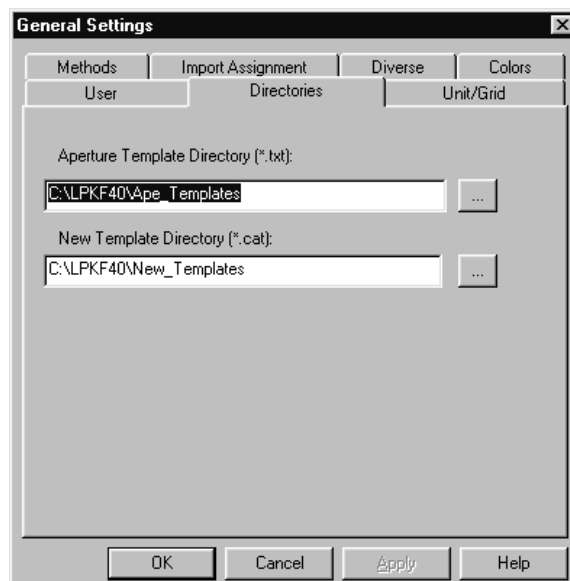 General Settings
Methods Import Assignment Diverse Colors
User Directories Unit/Grid
Aperture Template Directory (*.txt):
C:\LPKF40\Ape_Templates ...
New Template Directory (*.cat):
C:\LPKF40\New_Templates ...
OK Cancel Apply Help